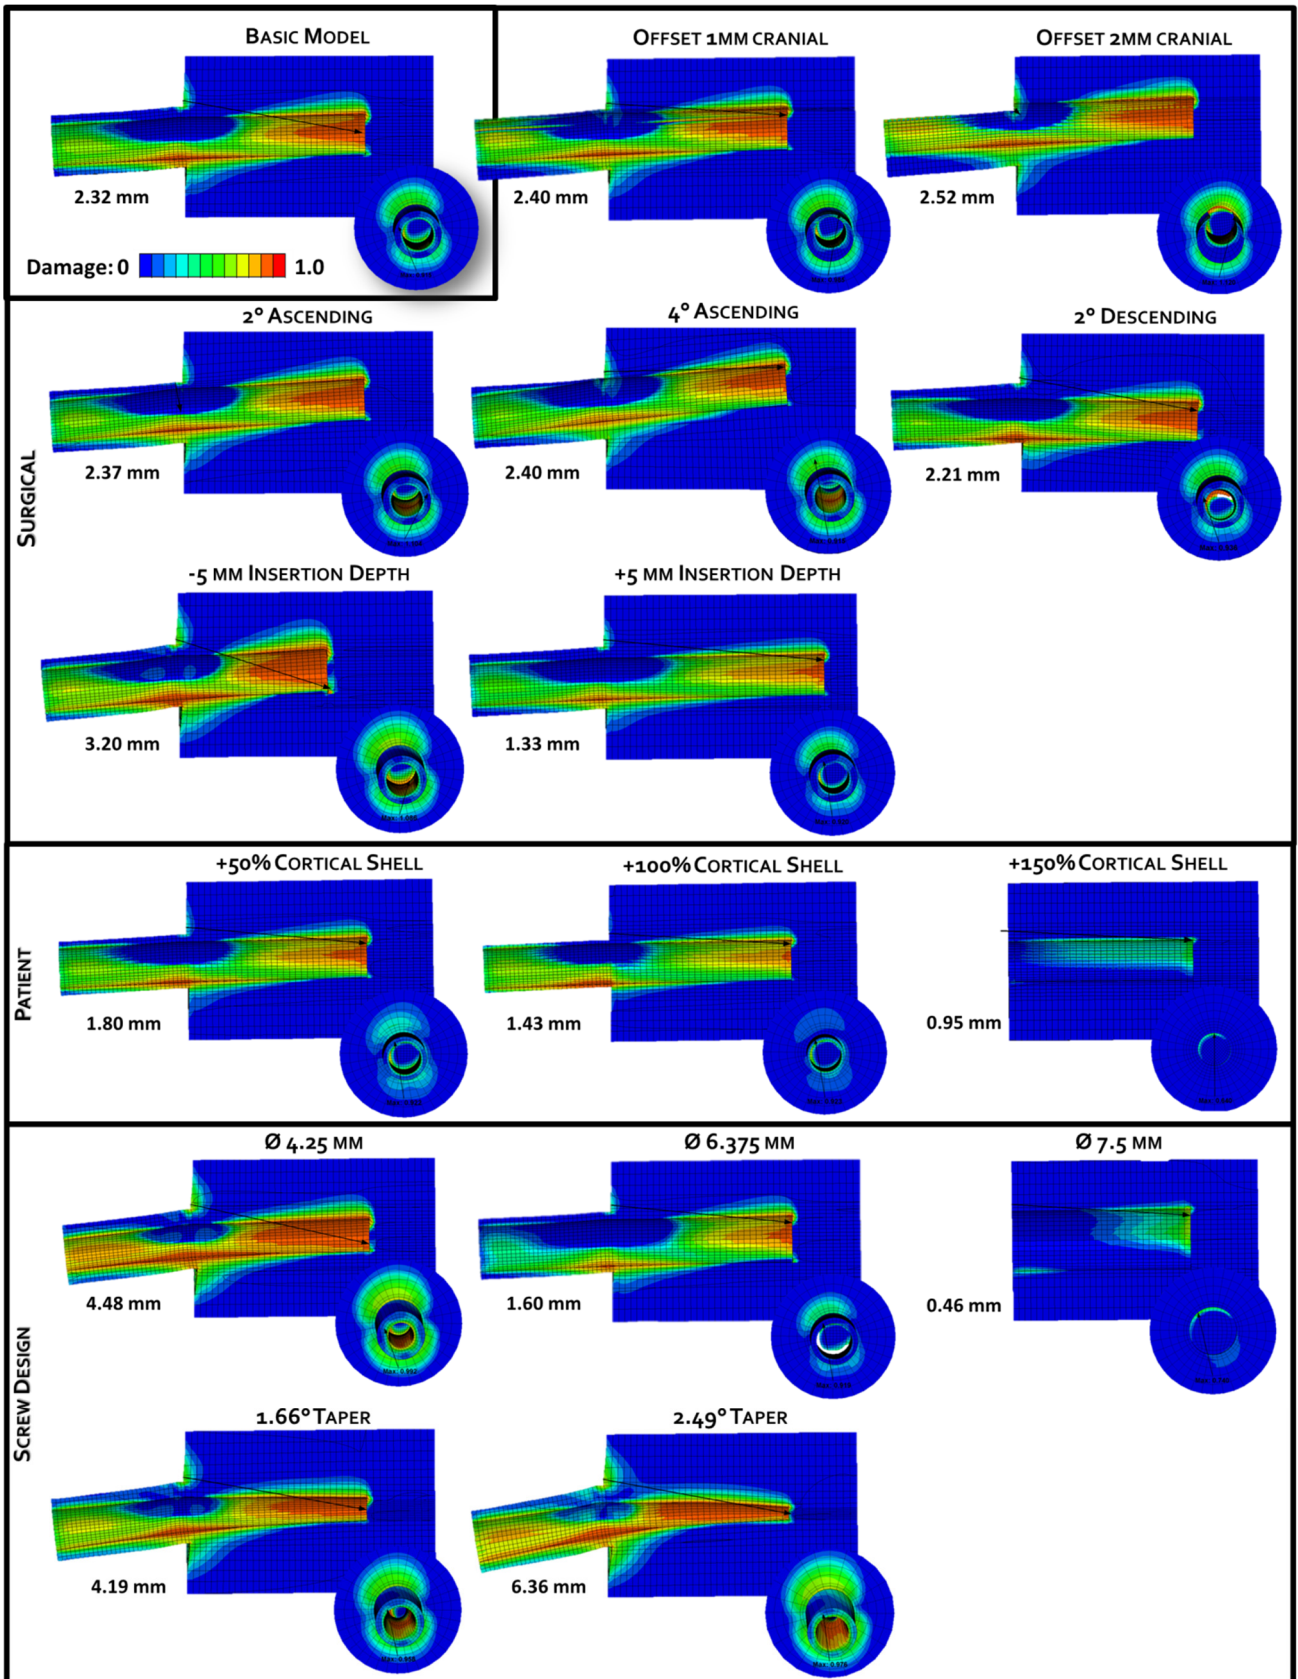 BASIC MODEL
OFFSET 1MM CRANIAL
OFFSET 2MM CRANIAL
2.32 mm
2.40 mm
2.52 mm
Damage: 0 1.0
SURGICAL
2° ASCENDING
4° ASCENDING
2° DESCENDING
2.37 mm
2.40 mm
2.21 mm
-5 MM INSERTION DEPTH
+5 MM INSERTION DEPTH
3.20 mm
1.33 mm
PATIENT
+50% CORTICAL SHELL
+100% CORTICAL SHELL
+150% CORTICAL SHELL
1.80 mm
1.43 mm
0.95 mm
SCREW DESIGN
Ø 4.25 MM
Ø 6.375 MM
Ø 7.5 MM
4.48 mm
1.60 mm
0.46 mm
1.66° TAPER
2.49° TAPER
4.19 mm
6.36 mm